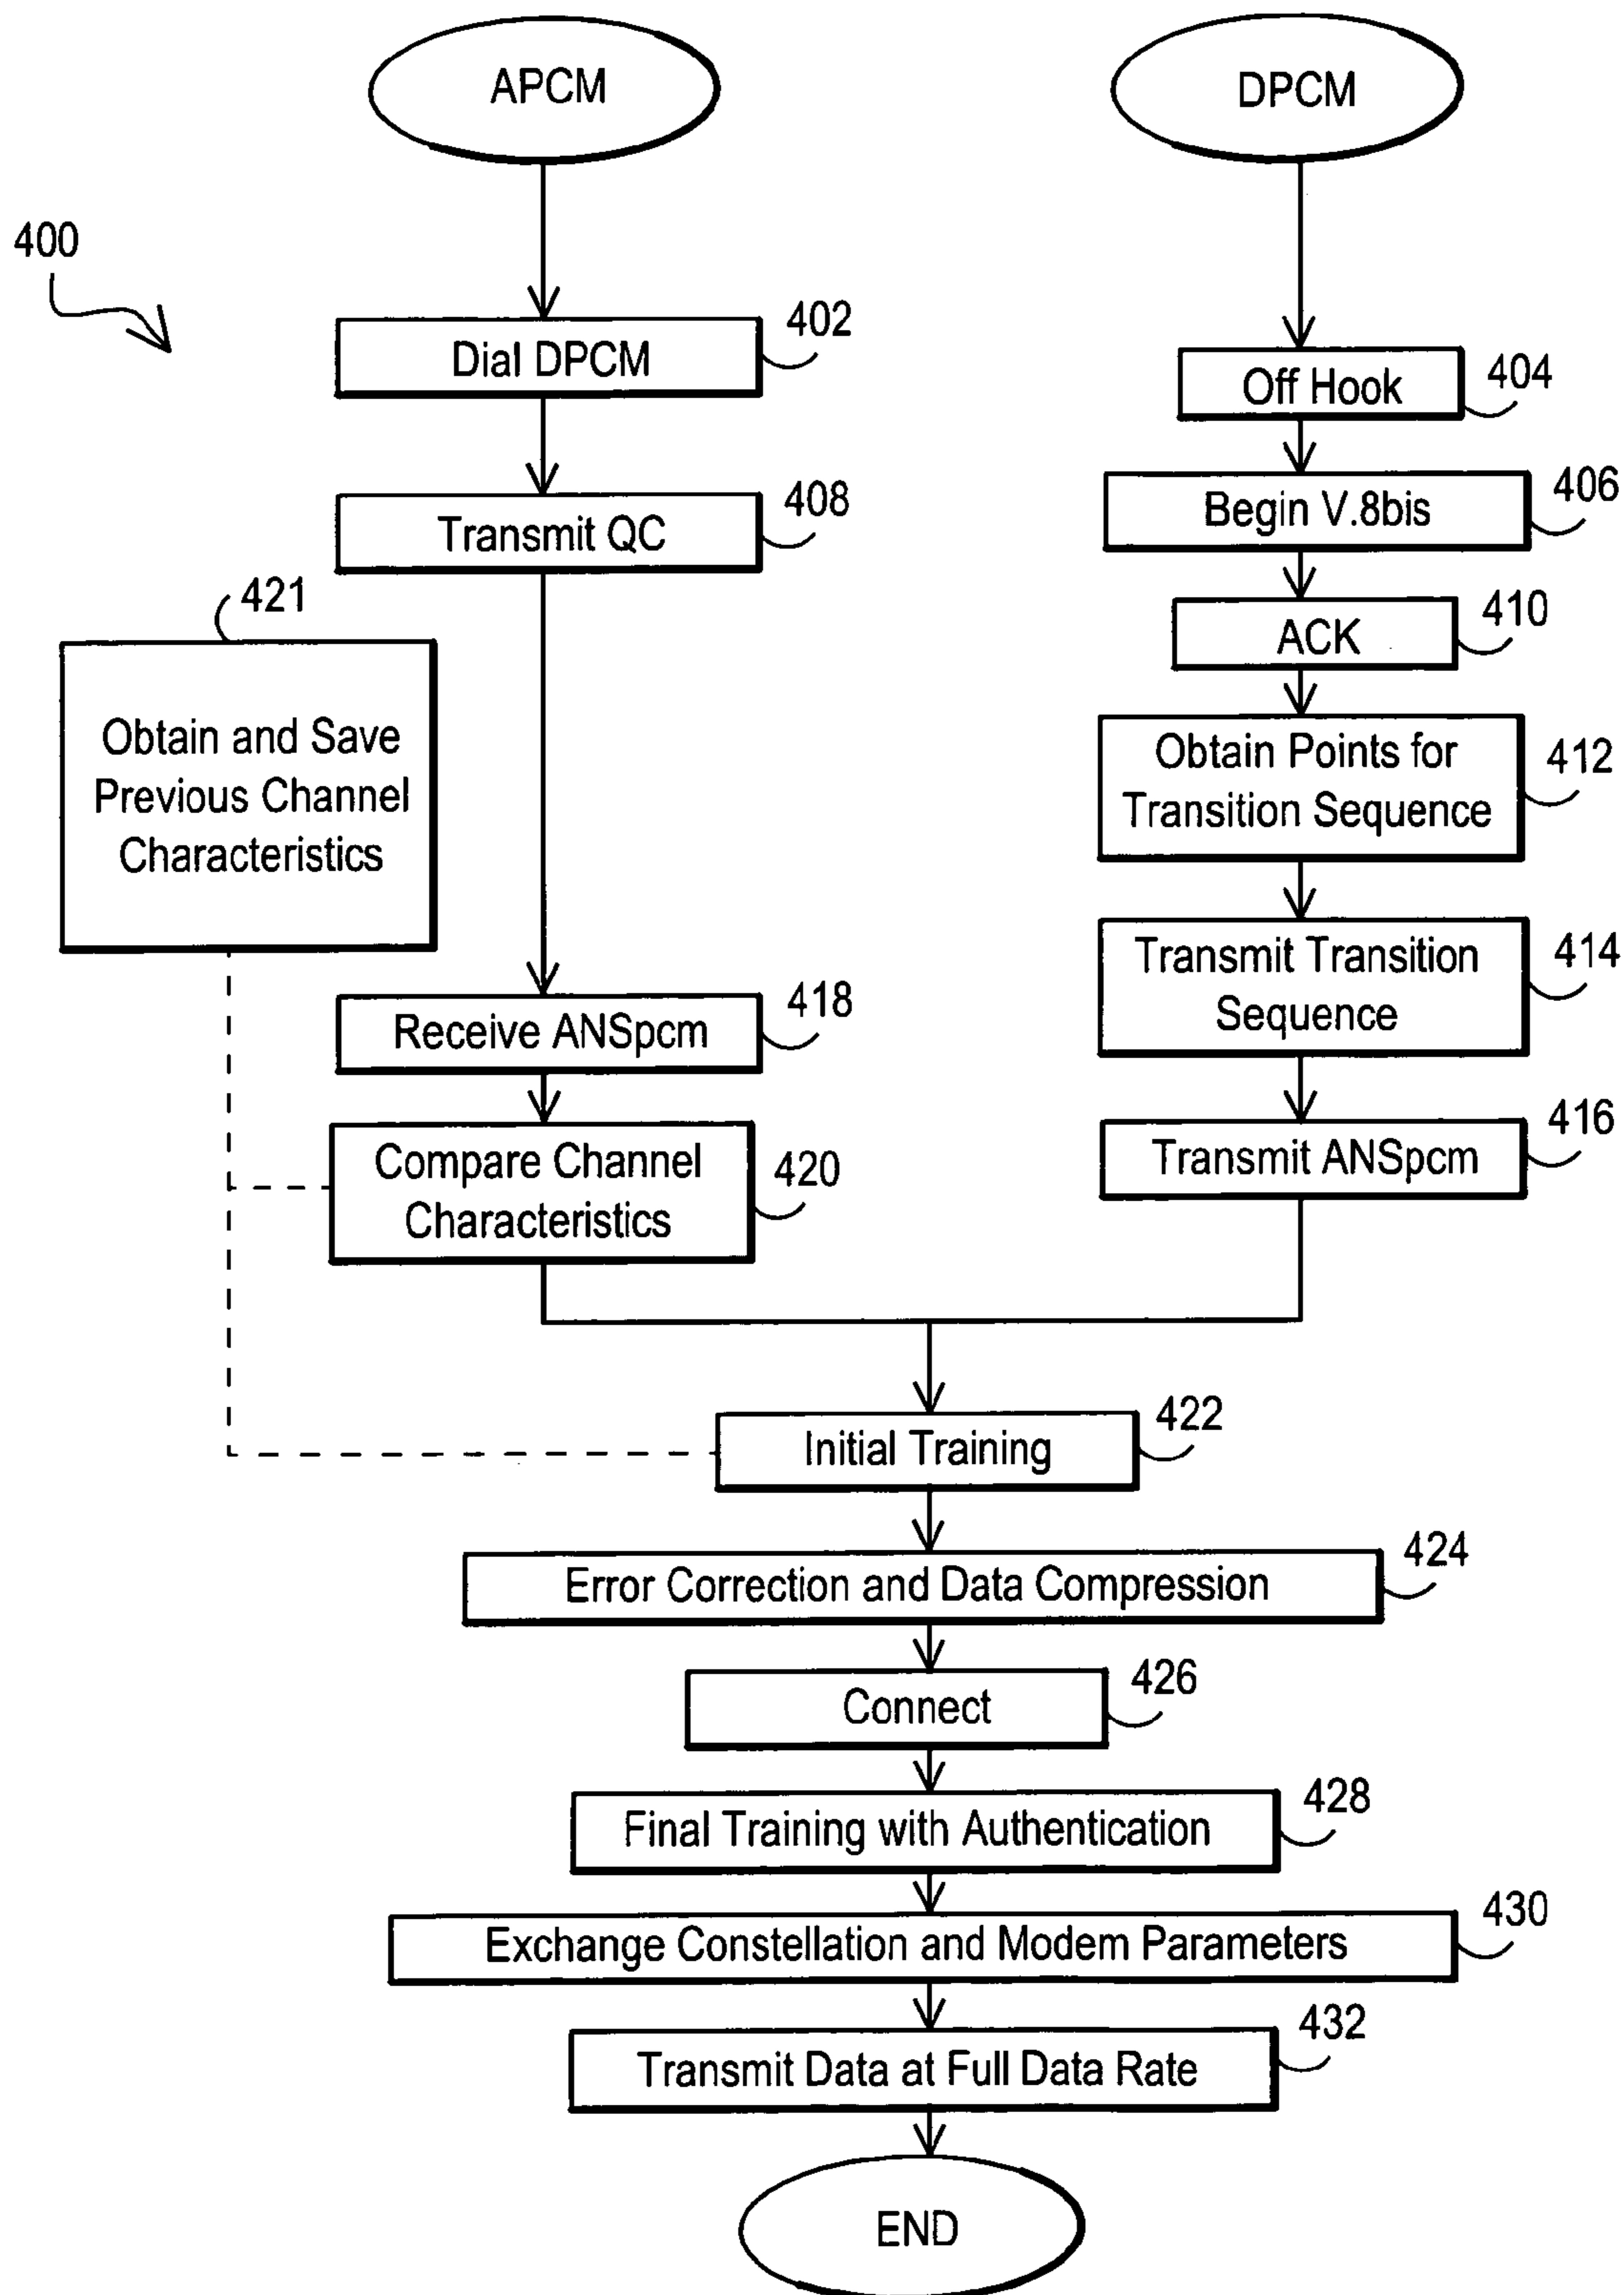 APCM
DPCM
400
402
Dial DPCM
404
Off Hook
408
Transmit QC
406
Begin V.8bis
421
410
ACK
Obtain and Save
Previous Channel
Characteristics
412
Obtain Points for
Transition Sequence
414
Transmit Transition
Sequence
418
Receive ANSpcm
416
Transmit ANSpcm
Compare Channel
Characteristics
420
422
Initial Training
424
Error Correction and Data Compression
426
Connect
428
Final Training with Authentication
430
Exchange Constellation and Modem Parameters
432
Transmit Data at Full Data Rate
END